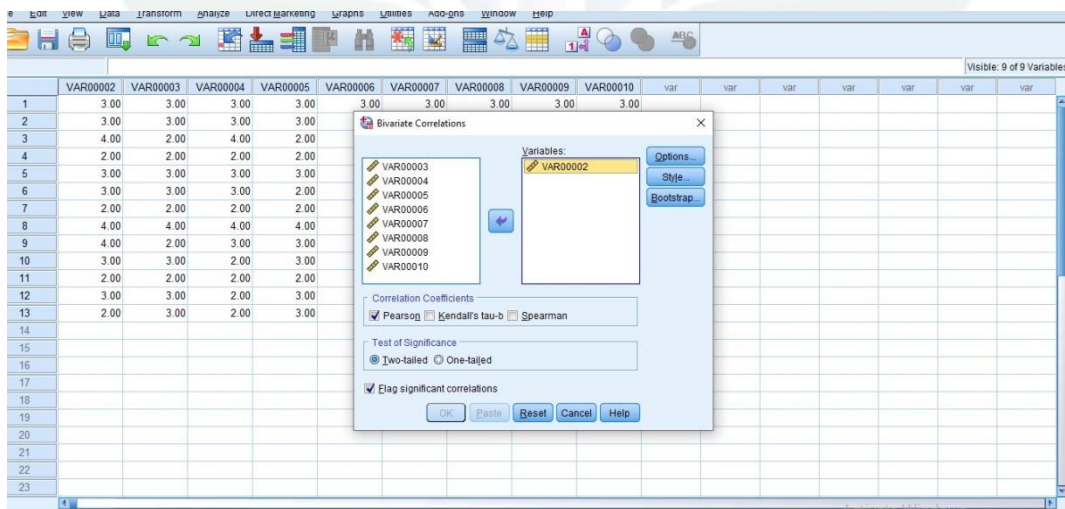 Edit View Data Transform Analyze Direct Marketing Graphs Utilities Add-ons Window Help
Visible: 9 of 9 Variables
VAR00002 VAR00003 VAR00004 VAR00005 VAR00006 VAR00007 VAR00008 VAR00009 VAR00010 var var var var var var var
1 3.00 3.00 3.00 3.00 3.00 3.00 3.00 3.00 3.00
2 3.00 3.00 3.00 3.00
3 4.00 2.00 4.00 2.00
4 2.00 2.00 2.00 2.00
5 3.00 3.00 3.00 3.00
6 3.00 3.00 3.00 2.00
7 2.00 2.00 2.00 2.00
8 4.00 4.00 4.00 4.00
9 4.00 2.00 3.00 3.00
10 3.00 3.00 2.00 3.00
11 2.00 2.00 2.00 2.00
12 3.00 3.00 2.00 3.00
13 2.00 3.00 2.00 3.00
14
15
16
17
18
19
20
21
22
23
Bivariate Correlations
VAR00003
VAR00004
VAR00005
VAR00006
VAR00007
VAR00008
VAR00009
VAR00010
Variables:
VAR00002
Options...
Style...
Bootstrap...
Correlation Coefficients
Pearson Kendall's tau-b Spearman
Test of Significance
Two-tailed One-tailed
Flag significant correlations
OK Paste Reset Cancel Help